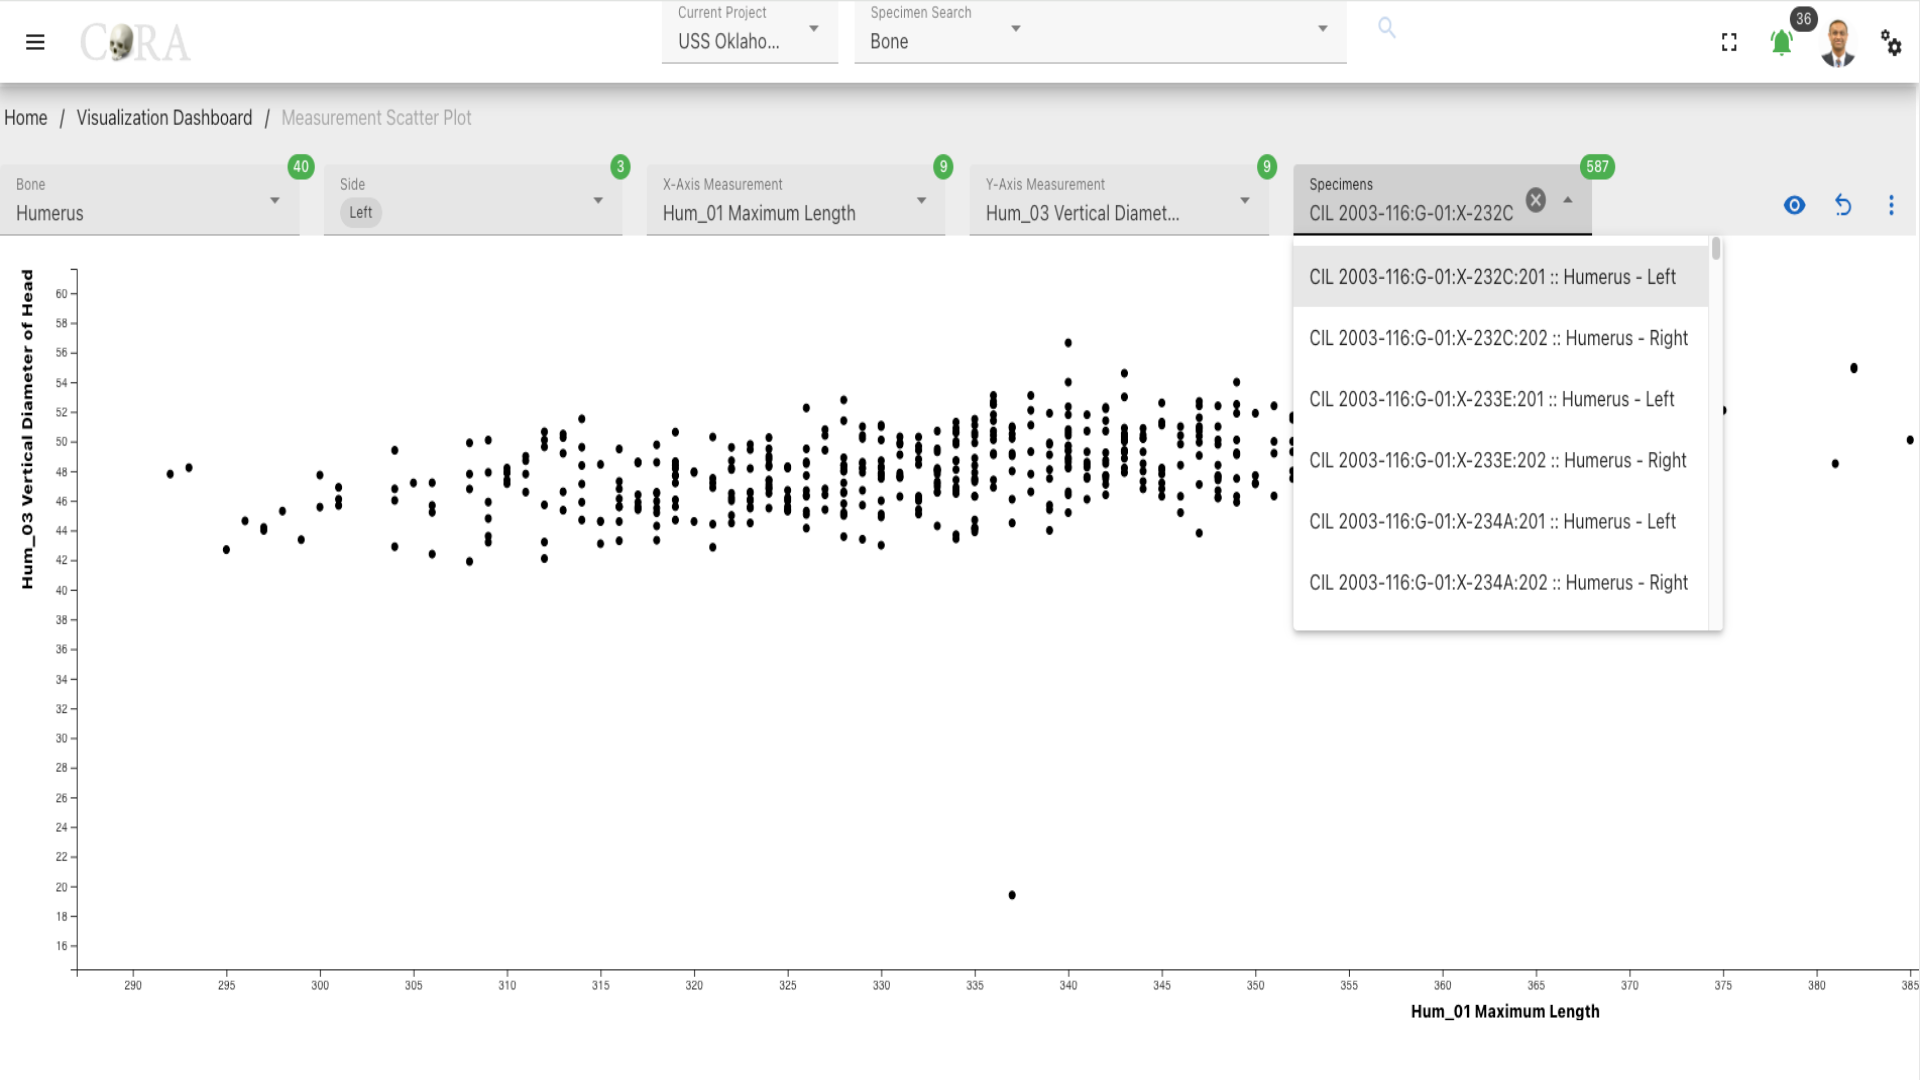 CORA
Current Project
USS Oklaho...
Specimen Search
Bone
36
Home / Visualization Dashboard / Measurement Scatter Plot
Bone
Humerus
40
Side
Left
3
X-Axis Measurement
Hum_01 Maximum Length
9
Y-Axis Measurement
Hum_03 Vertical Diamet...
9
Specimens
CIL 2003-116:G-01:X-232C
587
CIL 2003-116:G-01:X-232C:201 :: Humerus - Left
CIL 2003-116:G-01:X-232C:202 :: Humerus - Right
CIL 2003-116:G-01:X-233E:201 :: Humerus - Left
CIL 2003-116:G-01:X-233E:202 :: Humerus - Right
CIL 2003-116:G-01:X-234A:201 :: Humerus - Left
CIL 2003-116:G-01:X-234A:202 :: Humerus - Right
Hum_03 Vertical Diameter of Head
60
58
56
54
52
50
48
46
44
42
40
38
36
34
32
30
28
26
24
22
20
18
16
290 295 300 305 310 315 320 325 330 335 340 345 350 355 360 365 370 375 380 385
Hum_01 Maximum Length